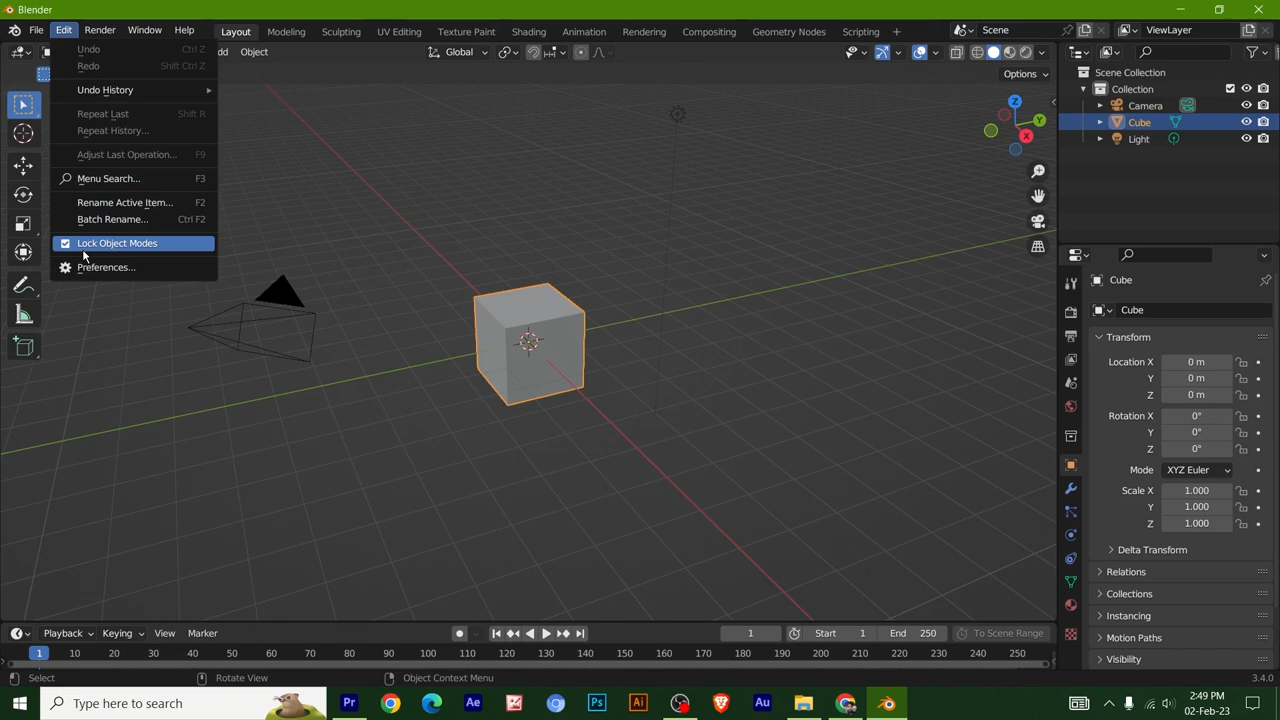 Blender
File Edit Render Window Help Layout Modeling Sculpting UV Editing Texture Paint Shading Animation Rendering Compositing Geometry Nodes Scripting + Scene ViewLayer
Undo Ctrl Z
Redo Shift Ctrl Z
Undo History
Repeat Last Shift R
Repeat History...
Adjust Last Operation... F9
Menu Search... F3
Rename Active Item... F2
Batch Rename... Ctrl F2
Lock Object Modes
Preferences...
dd Object Global
Options
Z
Y
X
Scene Collection
Collection
Camera
Cube
Light
Cube
Cube
Transform
Location X 0 m
Y 0 m
Z 0 m
Rotation X 0°
Y 0°
Z 0°
Mode XYZ Euler
Scale X 1.000
Y 1.000
Z 1.000
Delta Transform
Relations
Collections
Instancing
Motion Paths
Visibility
Playback Keying View Marker 1 Start 1 End 250 To Scene Range
1 10 20 30 40 50 60 70 80 90 100 110 120 130 140 150 160 170 180 190 200 210 220 230 240 250
Select Rotate View Object Context Menu 3.4.0
Type here to search Pr Ae Ps Ai Au
2:49 PM
02-Feb-23